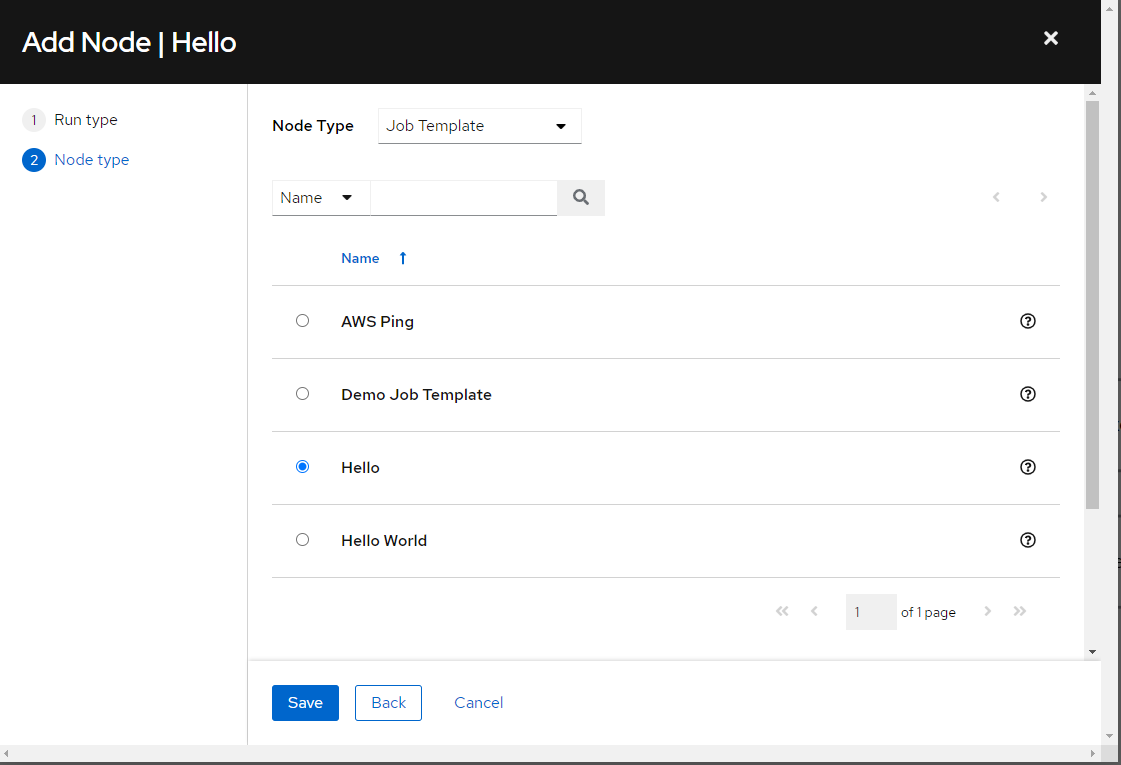 Add Node | Hello
1 Run type
2 Node type
Node Type Job Template
Name
Name
AWS Ping
Demo Job Template
Hello
Hello World
1 of 1 page
Save Back Cancel